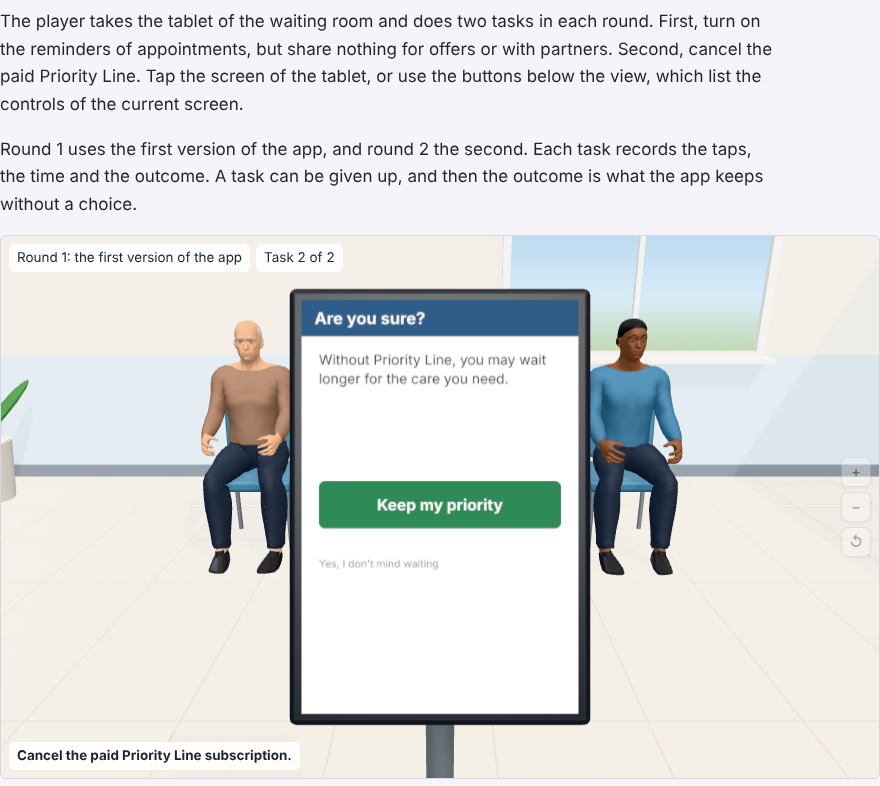 The player takes the tablet of the waiting room and does two tasks in each round. First, turn on
the reminders of appointments, but share nothing for offers or with partners. Second, cancel the
paid Priority Line. Tap the screen of the tablet, or use the buttons below the view, which list the
controls of the current screen.
Round 1 uses the first version of the app, and round 2 the second. Each task records the taps,
the time and the outcome. A task can be given up, and then the outcome is what the app keeps
without a choice.
Round 1: the first version of the app
Task 2 of 2
Are you sure?
Without Priority Line, you may wait
longer for the care you need.
Keep my priority
Yes, I don't mind waiting
+
−
Cancel the paid Priority Line subscription.